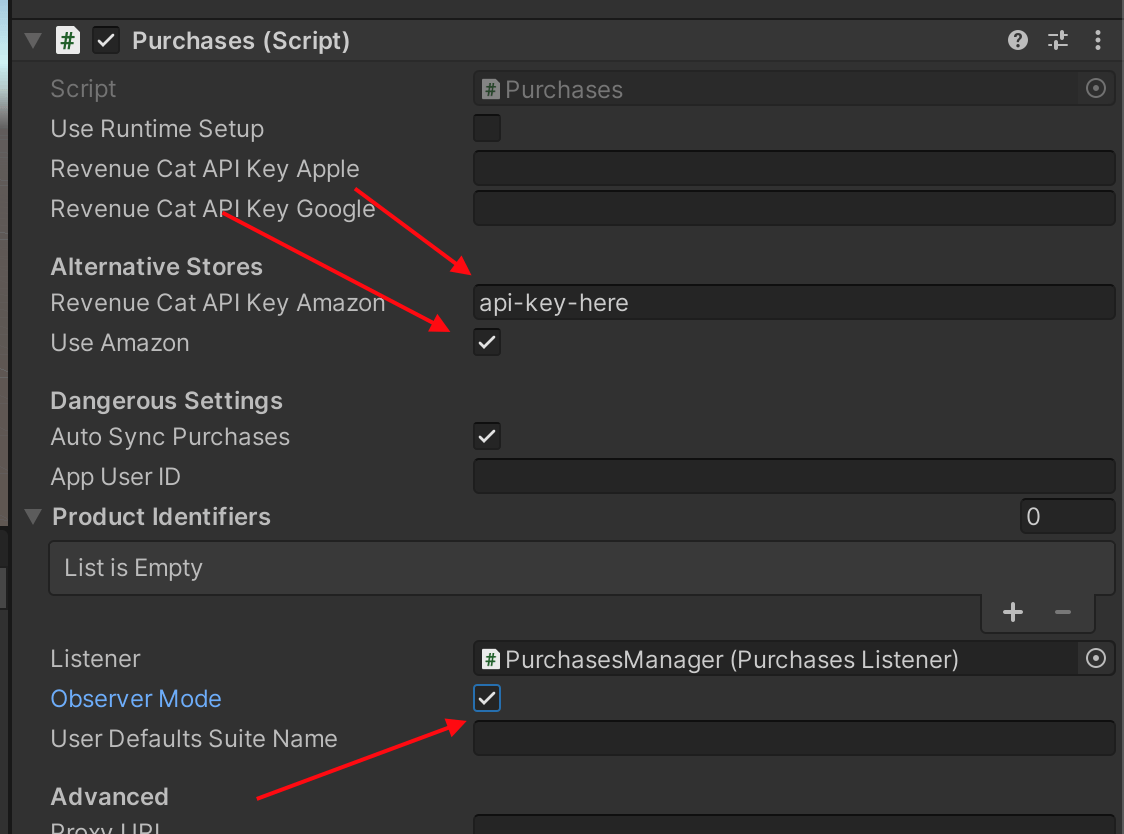 Purchases (Script)
Script
Purchases
Use Runtime Setup
Revenue Cat API Key Apple
Revenue Cat API Key Google
Alternative Stores
Revenue Cat API Key Amazon
api-key-here
Use Amazon
Dangerous Settings
Auto Sync Purchases
App User ID
Product Identifiers
0
List is Empty
Listener
PurchasesManager (Purchases Listener)
Observer Mode
User Defaults Suite Name
Advanced
Proxy URL